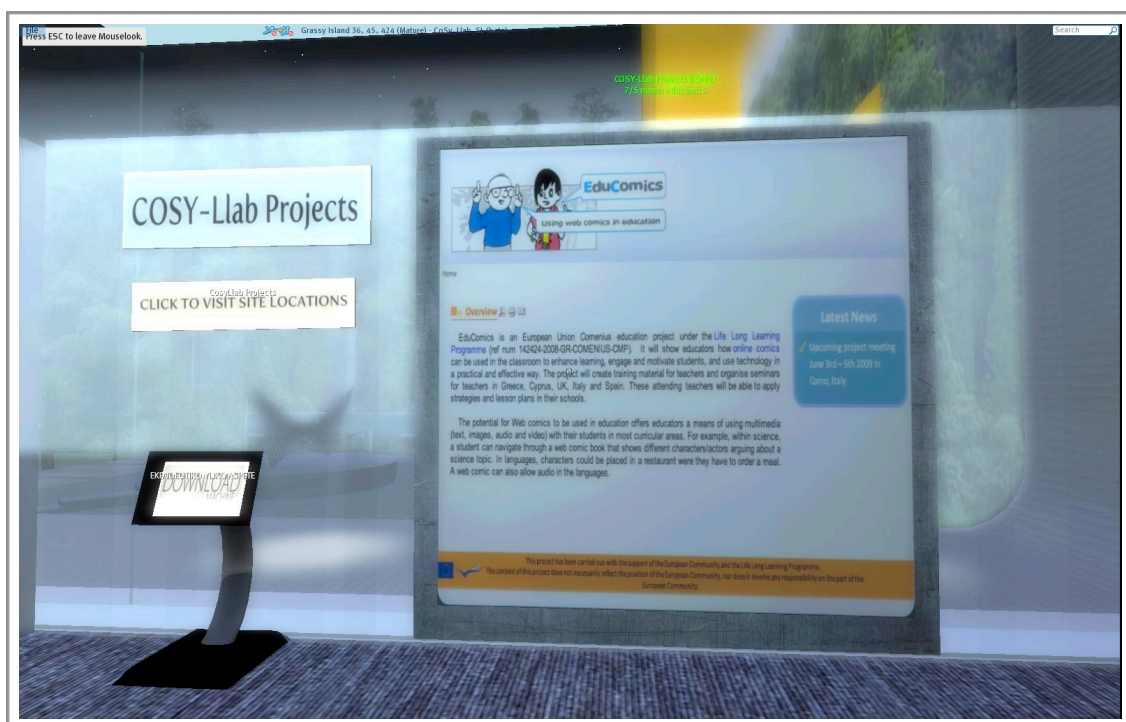 File
Press ESC to leave Mouselook.
Grassy Island 36, 45, 424 (Mature) - CoSy_Llab_SL
Search
COSY-Llab Projects BOARD
7/5 name: educomics
COSY-Llab Projects
CosyLlab Projects
CLICK TO VISIT SITE LOCATIONS
DOWNLOAD
MACHINE
EduComics
Using web comics in education
Home
Overview
EduComics is an European Union Comenius education project under the Life Long Learning
Programme (ref num 142424-2008-GR-COMENIUS-CMP). It will show educators how online comics
can be used in the classroom to enhance learning, engage and motivate students, and use technology in
a practical and effective way. The project will create training material for teachers and organise seminars
for teachers in Greece, Cyprus, UK, Italy and Spain. These attending teachers will be able to apply
strategies and lesson plans in their schools.
The potential for Web comics to be used in education offers educators a means of using multimedia
(text, images, audio and video) with their students in most curricular areas. For example, within science,
a student can navigate through a web comic book that shows different characters/actors arguing about a
science topic. In languages, characters could be placed in a restaurant were they have to order a meal.
A web comic can also allow audio in the languages.
Latest News
Upcoming project meeting
June 3rd – 5th 2009 in
Como, Italy
This project has been carried out with the support of the European Community and the Life Long Learning Programme.
The content of this project does not necessarily reflect the position of the European Community, nor does it involve any responsibility on the part of the
European Community.